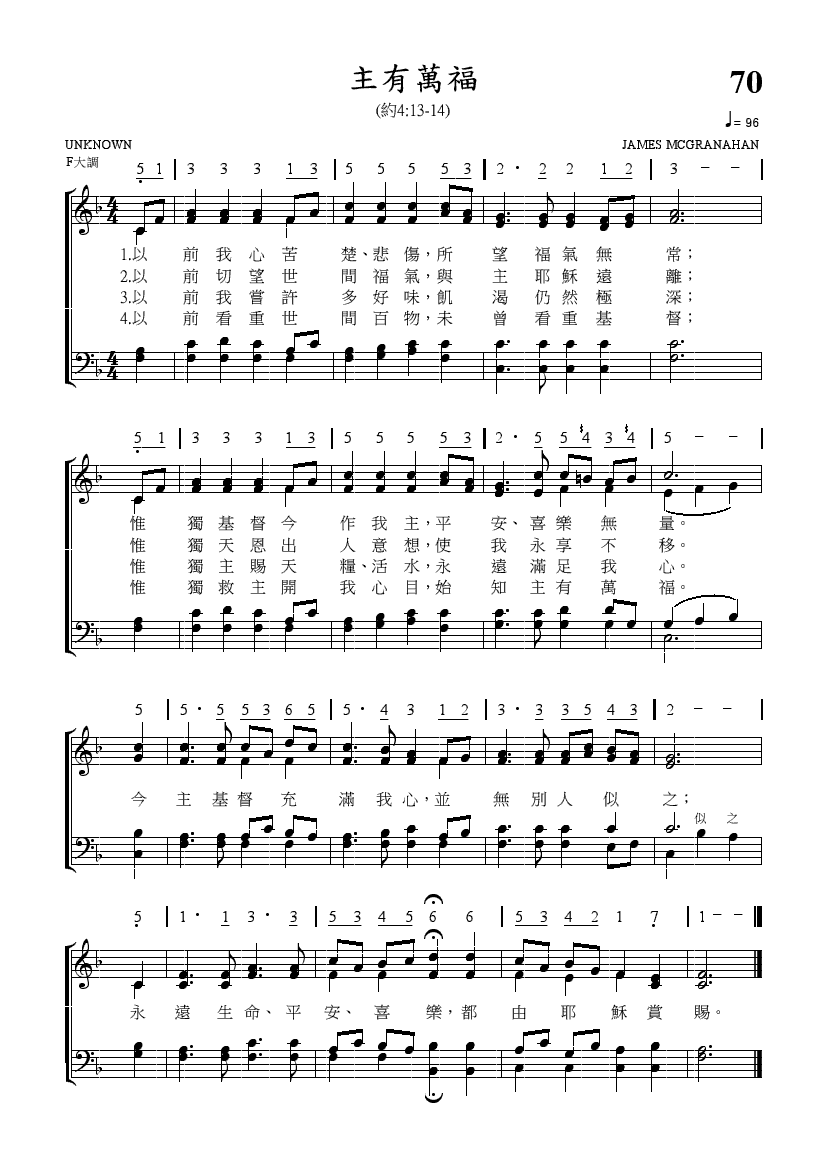 主有萬福
70
(約4:13-14)
♩= 96
UNKNOWN
JAMES MCGRANAHAN
F大調
5 1 | 3 3 3 1 3 | 5 5 5 5 3 | 2 · 2 2 1 2 | 3 – – |
4 4
1.以 前 我 心 苦 楚、悲 傷,所 望 福 氣 無 常;
2.以 前 切 望 世 間 福 氣,與 主 耶 穌 遠 離;
3.以 前 我 嘗 許 多 好 味,飢 渴 仍 然 極 深;
4.以 前 看 重 世 間 百 物,未 曾 看 重 基 督;
4 4
5 1 | 3 3 3 1 3 | 5 5 5 5 3 | 2 · 5 5 4 3 4 | 5 – – |
惟 獨 基 督 今 作 我 主,平 安、喜 樂 無 量。
惟 獨 天 恩 出 人 意 想,使 我 永 享 不 移。
惟 獨 主 賜 天 糧、活 水,永 遠 滿 足 我 心。
惟 獨 救 主 開 我 心 目,始 知 主 有 萬 福。
5 | 5 · 5 5 3 6 5 | 5 · 4 3 1 2 | 3 · 3 3 5 4 3 | 2 – – |
今 主 基 督 充 滿 我 心,並 無 別 人 似 之;
似 之
5 | 1 · 1 3 · 3 | 5 3 4 5 6 6 | 5 3 4 2 1 7 | 1 – –
永 遠 生 命、平 安、喜 樂,都 由 耶 穌 賞 賜。